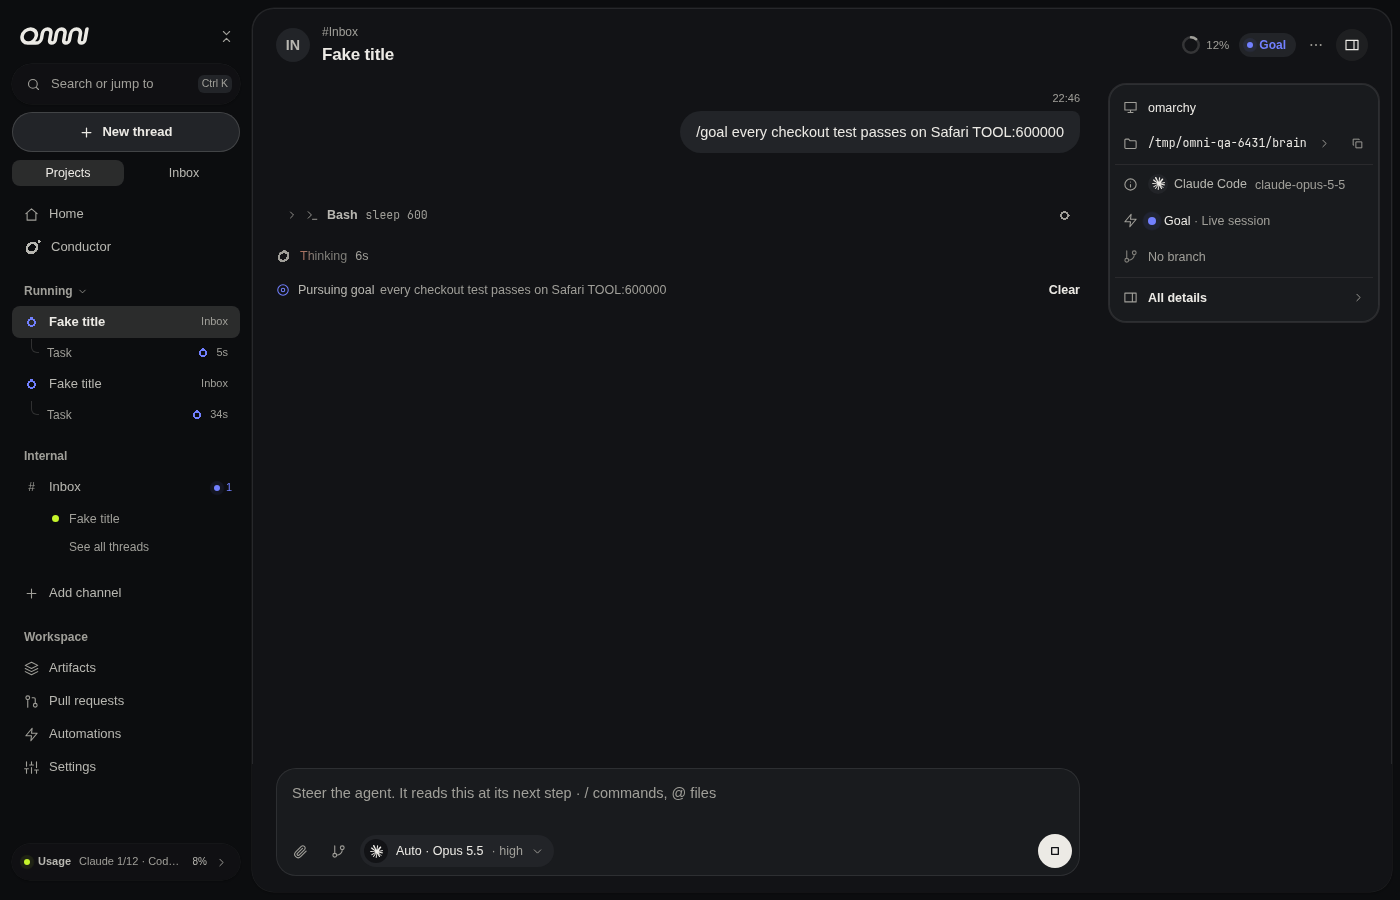 omni
Search or jump to Ctrl K
New thread
Projects Inbox
Home
Conductor
Running
Fake title Inbox
Task 5s
Fake title Inbox
Task 34s
Internal
# Inbox 1
Fake title
See all threads
Add channel
Workspace
Artifacts
Pull requests
Automations
Settings
Usage Claude 1/12 · Cod… 8%
IN
#Inbox
Fake title
12% Goal
22:46
/goal every checkout test passes on Safari TOOL:600000
Bash sleep 600
Thinking 6s
Pursuing goal every checkout test passes on Safari TOOL:600000 Clear
omarchy
/tmp/omni-qa-6431/brain
Claude Code claude-opus-5-5
Goal · Live session
No branch
All details
Steer the agent. It reads this at its next step · / commands, @ files
Auto · Opus 5.5 · high